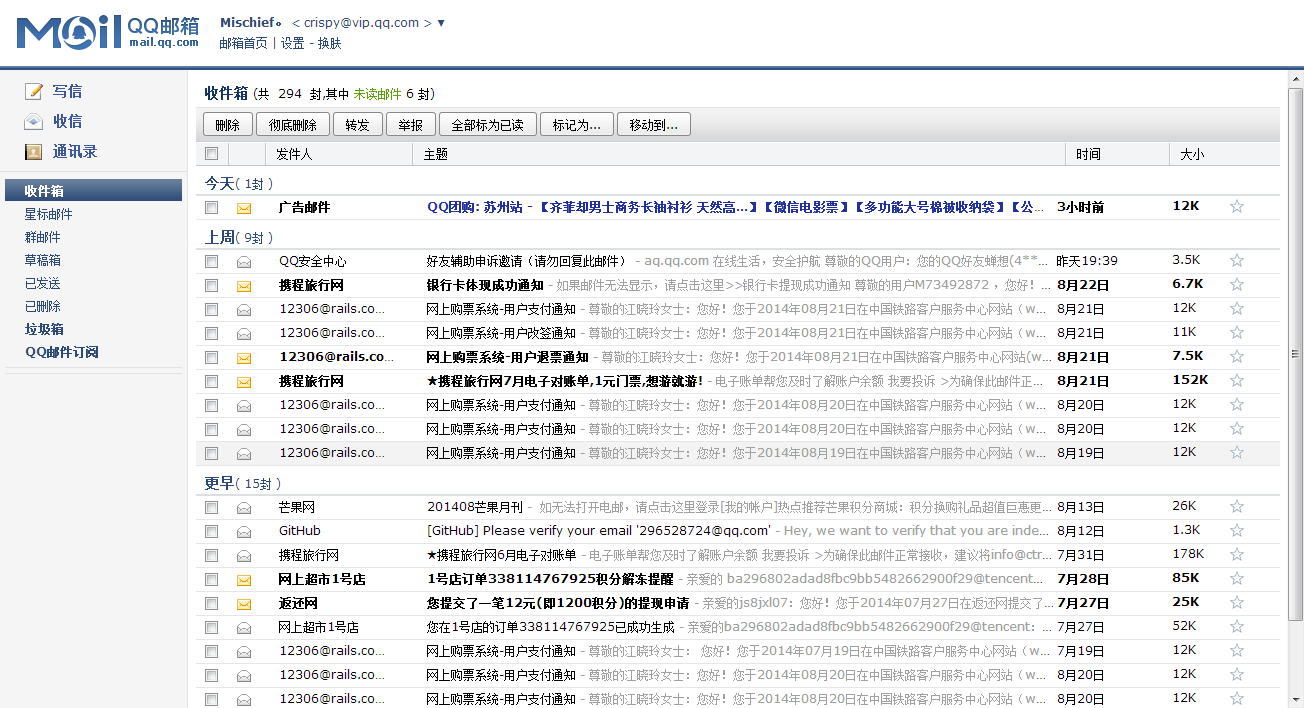 Mail QQ邮箱 mail.qq.com
Mischief。 < crispy@vip.qq.com > ▼
邮箱首页 | 设置 - 换肤
写信
收信
通讯录
收件箱
星标邮件
群邮件
草稿箱
已发送
已删除
垃圾箱
QQ邮件订阅
收件箱 (共 294 封,其中 未读邮件 6 封)
删除 彻底删除 转发 举报 全部标为已读 标记为... 移动到...
发件人 主题 时间 大小
今天( 1封 )
广告邮件 QQ团购: 苏州站 - 【齐菲却男士商务长袖衬衫 天然高...】【微信电影票】【多功能大号棉被收纳袋】【公... 3小时前 12K ☆
上周( 9封 )
QQ安全中心 好友辅助申诉邀请（请勿回复此邮件） - aq.qq.com 在线生活，安全护航 尊敬的QQ用户：您的QQ好友蝉想(4**... 昨天19:39 3.5K ☆
携程旅行网 银行卡体现成功通知 - 如果邮件无法显示，请点击这里>>银行卡提现成功通知 尊敬的用户M73492872 ，您好！... 8月22日 6.7K ☆
12306@rails.co... 网上购票系统-用户支付通知 - 尊敬的江晓玲女士：您好！您于2014年08月21日在中国铁路客户服务中心网站（w... 8月21日 12K ☆
12306@rails.co... 网上购票系统-用户改签通知 - 尊敬的江晓玲女士：您好！您于2014年08月21日在中国铁路客户服务中心网站（w... 8月21日 11K ☆
12306@rails.co... 网上购票系统-用户退票通知 - 尊敬的江晓玲女士：您好！您于2014年08月21日在中国铁路客户服务中心网站(w... 8月21日 7.5K ☆
携程旅行网 ★携程旅行网7月电子对账单,1元门票,想游就游! - 电子账单帮您及时了解账户余额 我要投诉 >为确保此邮件正... 8月21日 152K ☆
12306@rails.co... 网上购票系统-用户支付通知 - 尊敬的江晓玲女士：您好！您于2014年08月20日在中国铁路客户服务中心网站（w... 8月20日 12K ☆
12306@rails.co... 网上购票系统-用户支付通知 - 尊敬的江晓玲女士：您好！您于2014年08月20日在中国铁路客户服务中心网站（w... 8月20日 12K ☆
12306@rails.co... 网上购票系统-用户支付通知 - 尊敬的江晓玲女士：您好！您于2014年08月19日在中国铁路客户服务中心网站（w... 8月19日 12K ☆
更早( 15封 )
芒果网 201408芒果月刊 - 如无法打开电邮，请点击这里登录[我的帐户]热点推荐芒果积分商城：积分换购礼品超值巨惠更... 8月13日 26K ☆
GitHub [GitHub] Please verify your email '296528724@qq.com' - Hey, we want to verify that you are inde... 8月12日 1.3K ☆
携程旅行网 ★携程旅行网6月电子对账单 - 电子账单帮您及时了解账户余额 我要投诉 >为确保此邮件正常接收，建议将info@ctr... 7月31日 178K ☆
网上超市1号店 1号店订单338114767925积分解冻提醒 - 亲爱的 ba296802adad8fbc9bb5482662900f29@tencent... 7月28日 85K ☆
返还网 您提交了一笔12元(即1200积分)的提现申请 - 亲爱的js8jxl07：您好！您于2014年07月27日在返还网提交了... 7月27日 25K ☆
网上超市1号店 您在1号店的订单338114767925已成功生成 - 亲爱的ba296802adad8fbc9bb5482662900f29@tencent：... 7月27日 52K ☆
12306@rails.co... 网上购票系统-用户支付通知 - 尊敬的江晓玲女士： 您好！您于2014年07月19日在中国铁路客户服务中心网站（w... 7月19日 12K ☆
12306@rails.co... 网上购票系统-用户支付通知 - 尊敬的江晓玲女士：您好！您于2014年08月20日在中国铁路客户服务中心网站（w... 8月20日 12K ☆
12306@rails.co... 网上购票系统-用户支付通知 - 尊敬的江晓玲女士：您好！您于2014年08月20日在中国铁路客户服务中心网站（w... 8月20日 12K ☆